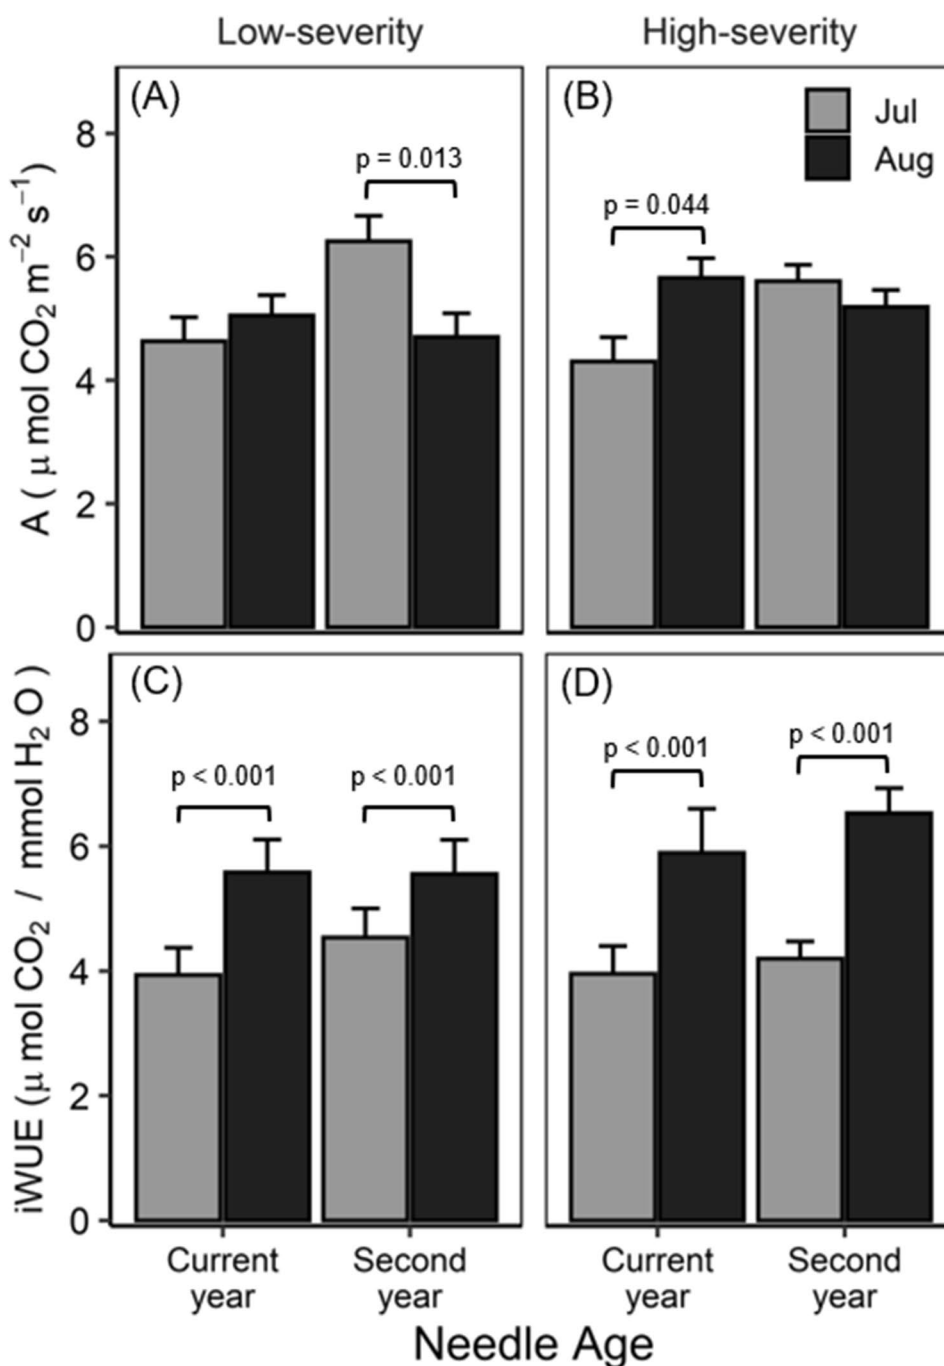 Low-severity
High-severity
(A)
(B)
Jul
Aug
p = 0.013
p = 0.044
A ( μ mol CO₂ m⁻² s⁻¹)
8
6
4
2
0
(C)
(D)
p < 0.001
p < 0.001
p < 0.001
p < 0.001
iWUE (μ mol CO₂ / mmol H₂ O )
8
6
4
2
0
Current
year
Second
year
Current
year
Second
year
Needle Age